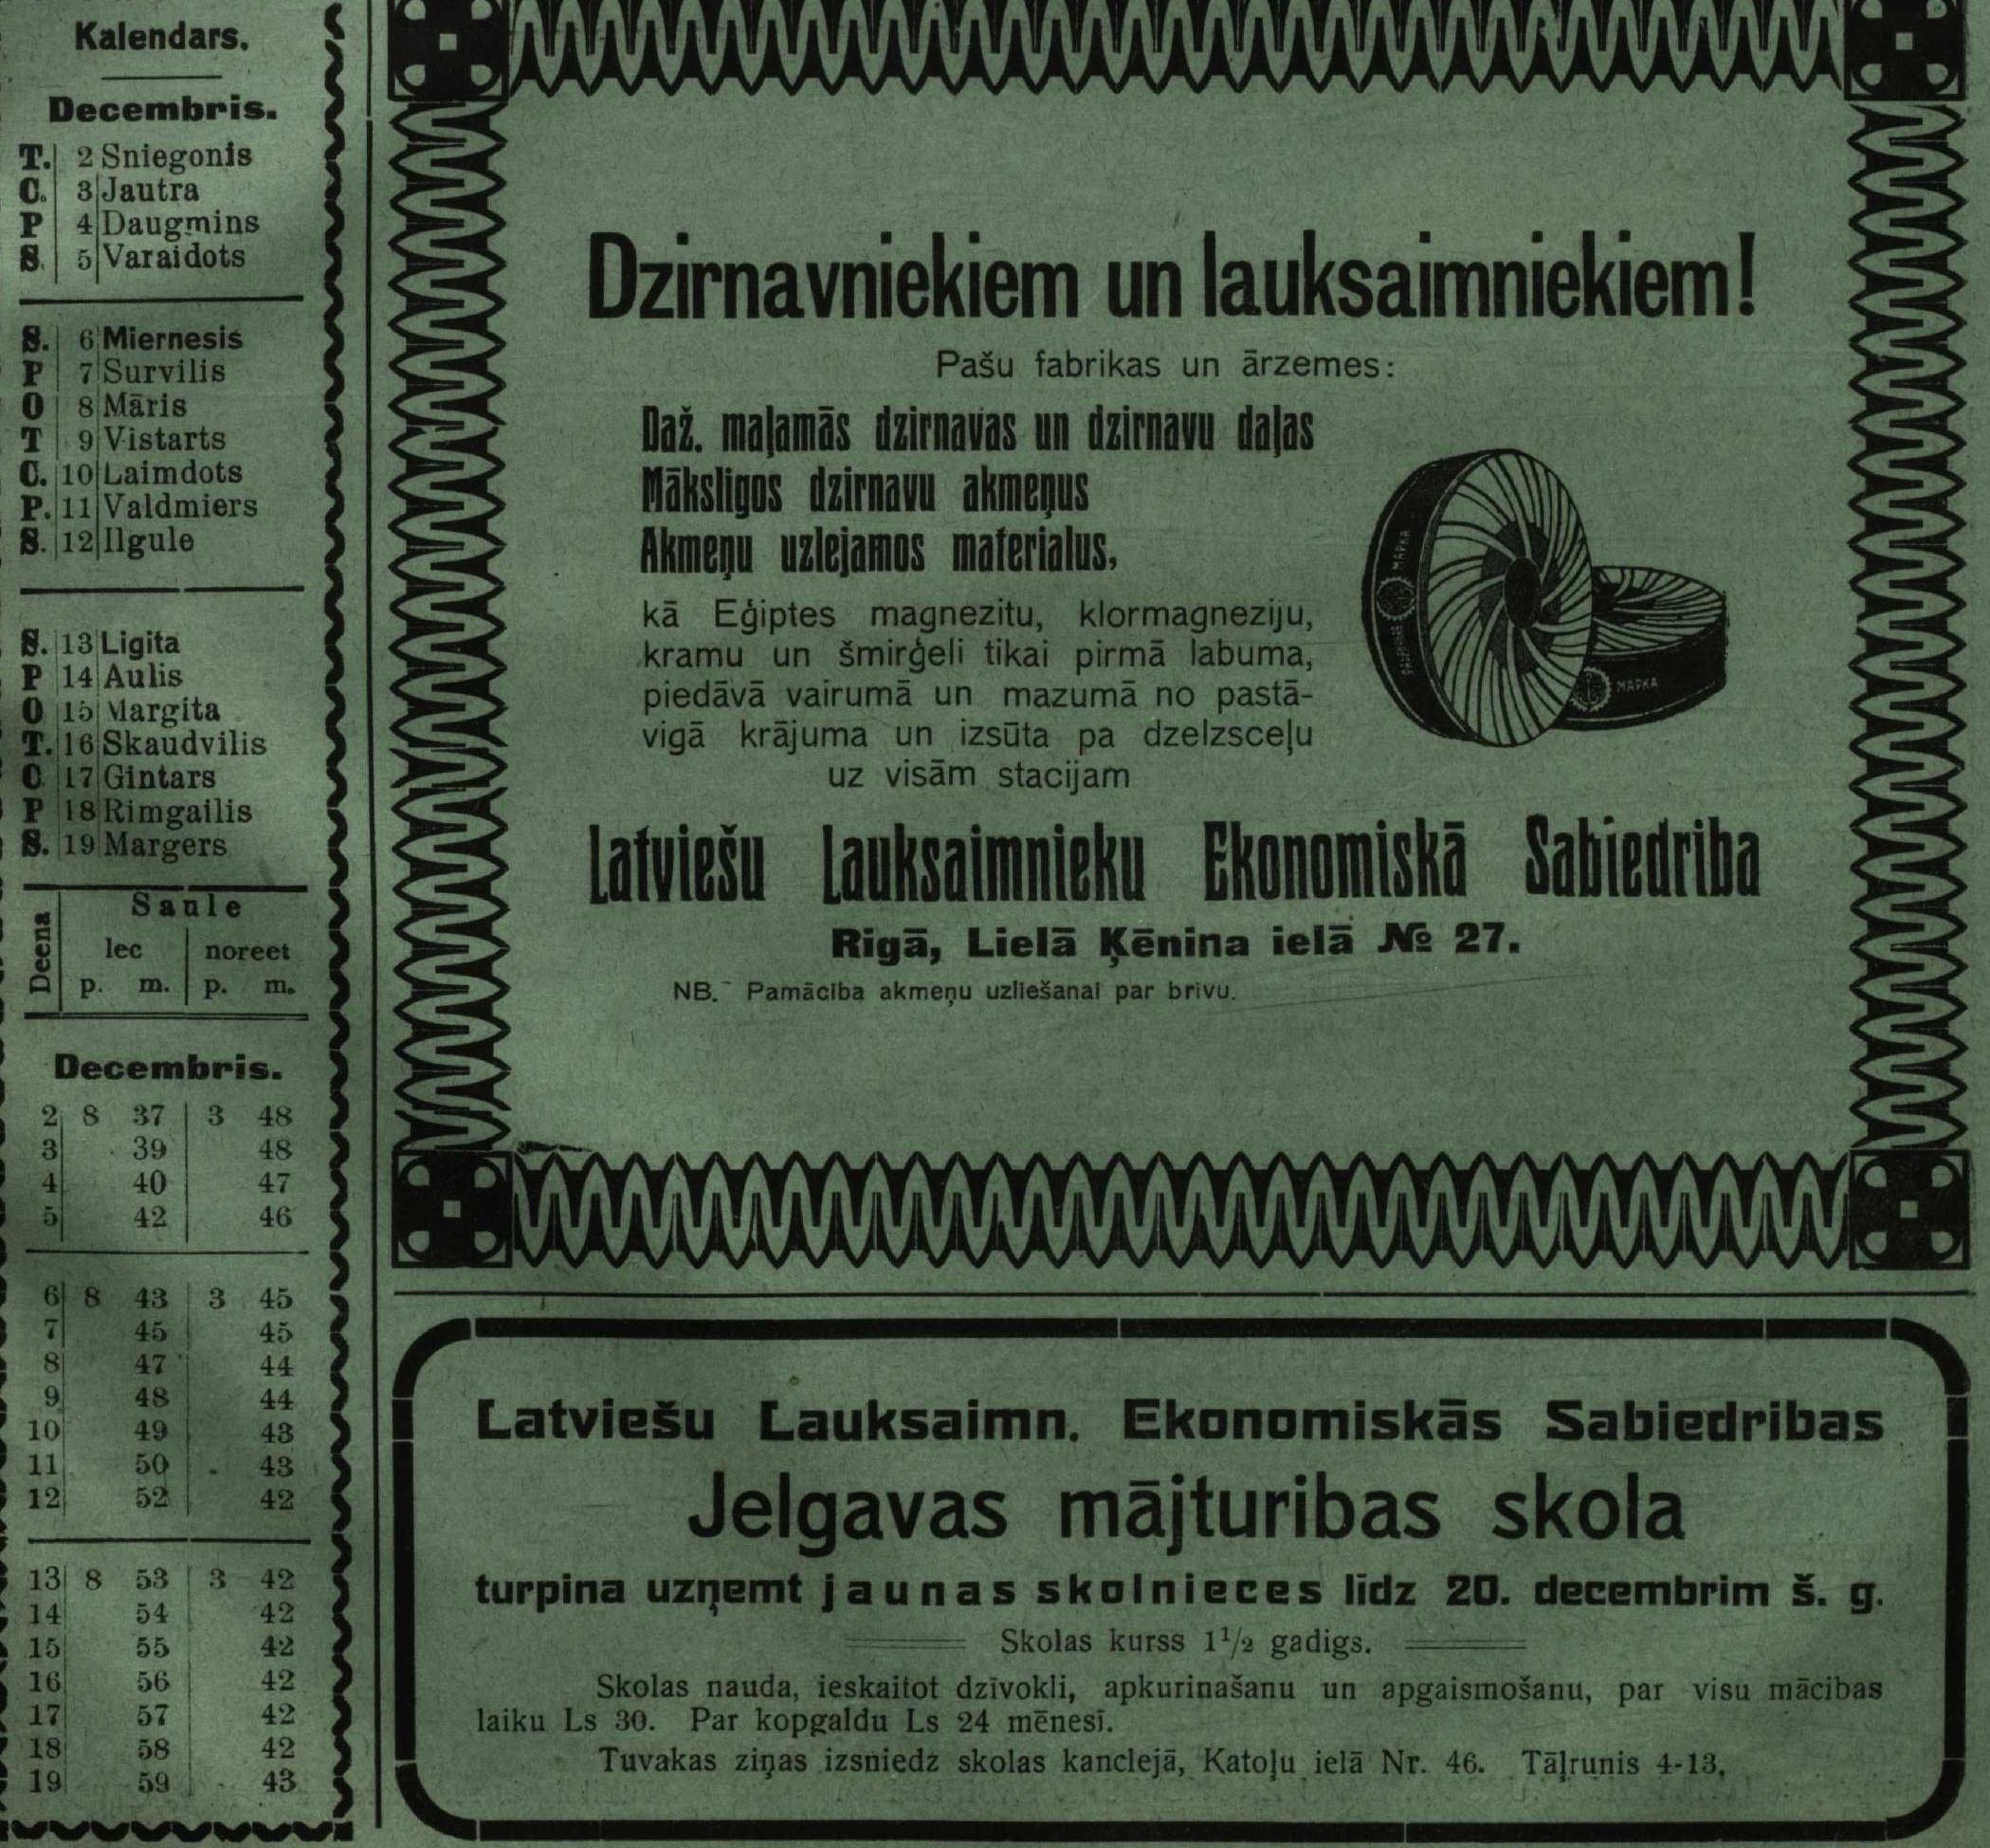 Kalendars.
Decembris.
T. 2 Sniegonis
C. 3 Jautra
P 4 Daugmins
S. 5 Varaidots
S. 6 Miernesis
P 7 Survilis
O 8 Māris
T 9 Vistarts
C. 10 Laimdots
P. 11 Valdmiers
S. 12 Ilgule
S. 13 Ligita
P 14 Aulis
O 15 Margita
T. 16 Skaudvilis
C 17 Gintars
P 18 Rimgailis
S. 19 Margers
Deena
Saule
lec noreet
p. m. p. m.
Decembris.
2 8 37 3 48
3 39 48
4 40 47
5 42 46
6 8 43 3 45
7 45 45
8 47 44
9 48 44
10 49 43
11 50 43
12 52 42
13 8 53 3 42
14 54 42
15 55 42
16 56 42
17 57 42
18 58 42
19 59 43
Dzirnavniekiem un lauksaimniekiem!
Pašu fabrikas un ārzemes:
Daž. maļamās dzirnavas un dzirnavu daļas
Māksligos dzirnavu akmeņus
Akmeņu uzlejamos materialus,
kā Eģiptes magnezitu, klormagneziju,
kramu un šmirģeli tikai pirmā labuma,
piedāvā vairumā un mazumā no pastā-
vigā krājuma un izsūta pa dzelzsceļu
uz visām stacijam
МАРКА
МАРКА
Latviešu Lauksaimnieku Ekonomiskā Sabiedriba
Rigā, Lielā Ķēnina ielā № 27.
NB. Pamāciba akmeņu uzliešanai par brivu.
Latviešu Lauksaimn. Ekonomiskās Sabiedribas
Jelgavas mājturibas skola
turpina uzņemt jaunas skolnieces līdz 20. decembrim š. g.
Skolas kurss 1½ gadigs.
Skolas nauda, ieskaitot dzīvokli, apkurinašanu un apgaismošanu, par visu mācibas
laiku Ls 30. Par kopgaldu Ls 24 mēnesī.
Tuvakas ziņas izsniedz skolas kanclejā, Katoļu ielā Nr. 46. Tāļrunis 4-13.